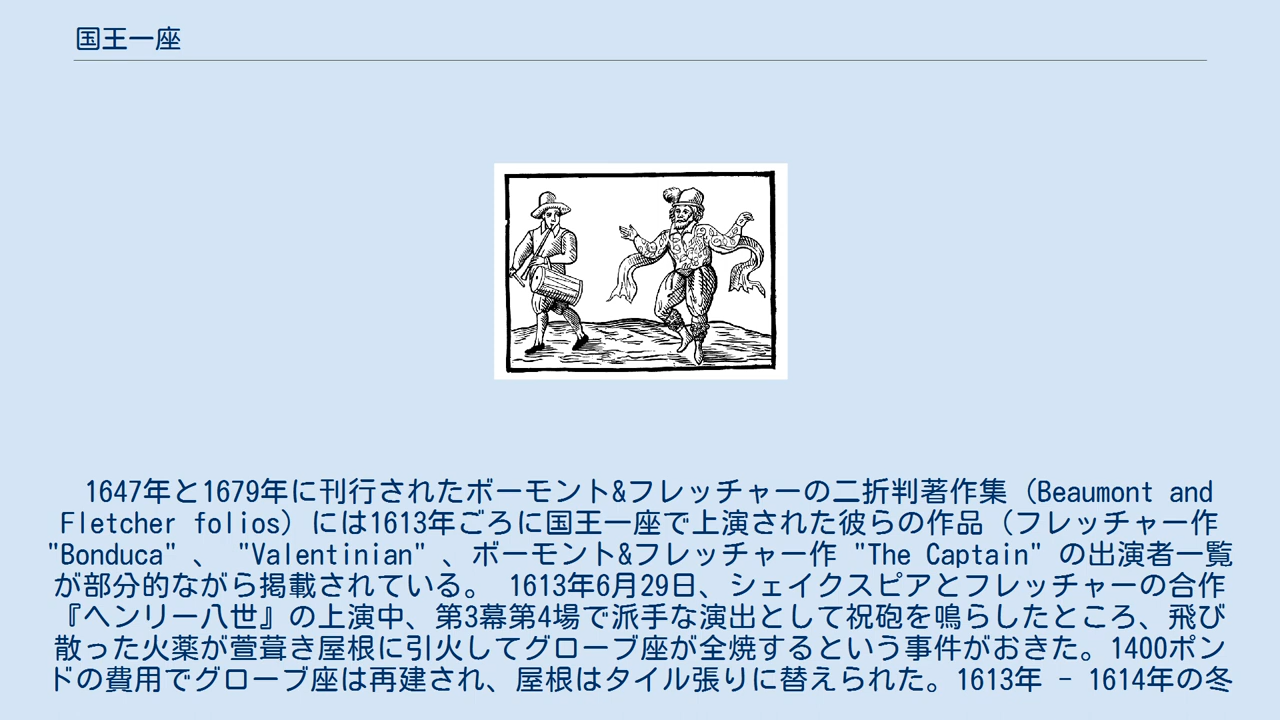 国王一座
1647年と1679年に刊行されたボーモント&フレッチャーの二折判著作集（Beaumont and
Fletcher folios）には1613年ごろに国王一座で上演された彼らの作品（フレッチャー作
"Bonduca" 、 "Valentinian" 、ボーモント&フレッチャー作 "The Captain" の出演者一覧
が部分的ながら掲載されている。 1613年6月29日、シェイクスピアとフレッチャーの合作
『ヘンリー八世』の上演中、第3幕第4場で派手な演出として祝砲を鳴らしたところ、飛び
散った火薬が萱葺き屋根に引火してグローブ座が全焼するという事件がおきた。1400ポン
ドの費用でグローブ座は再建され、屋根はタイル張りに替えられた。1613年 - 1614年の冬